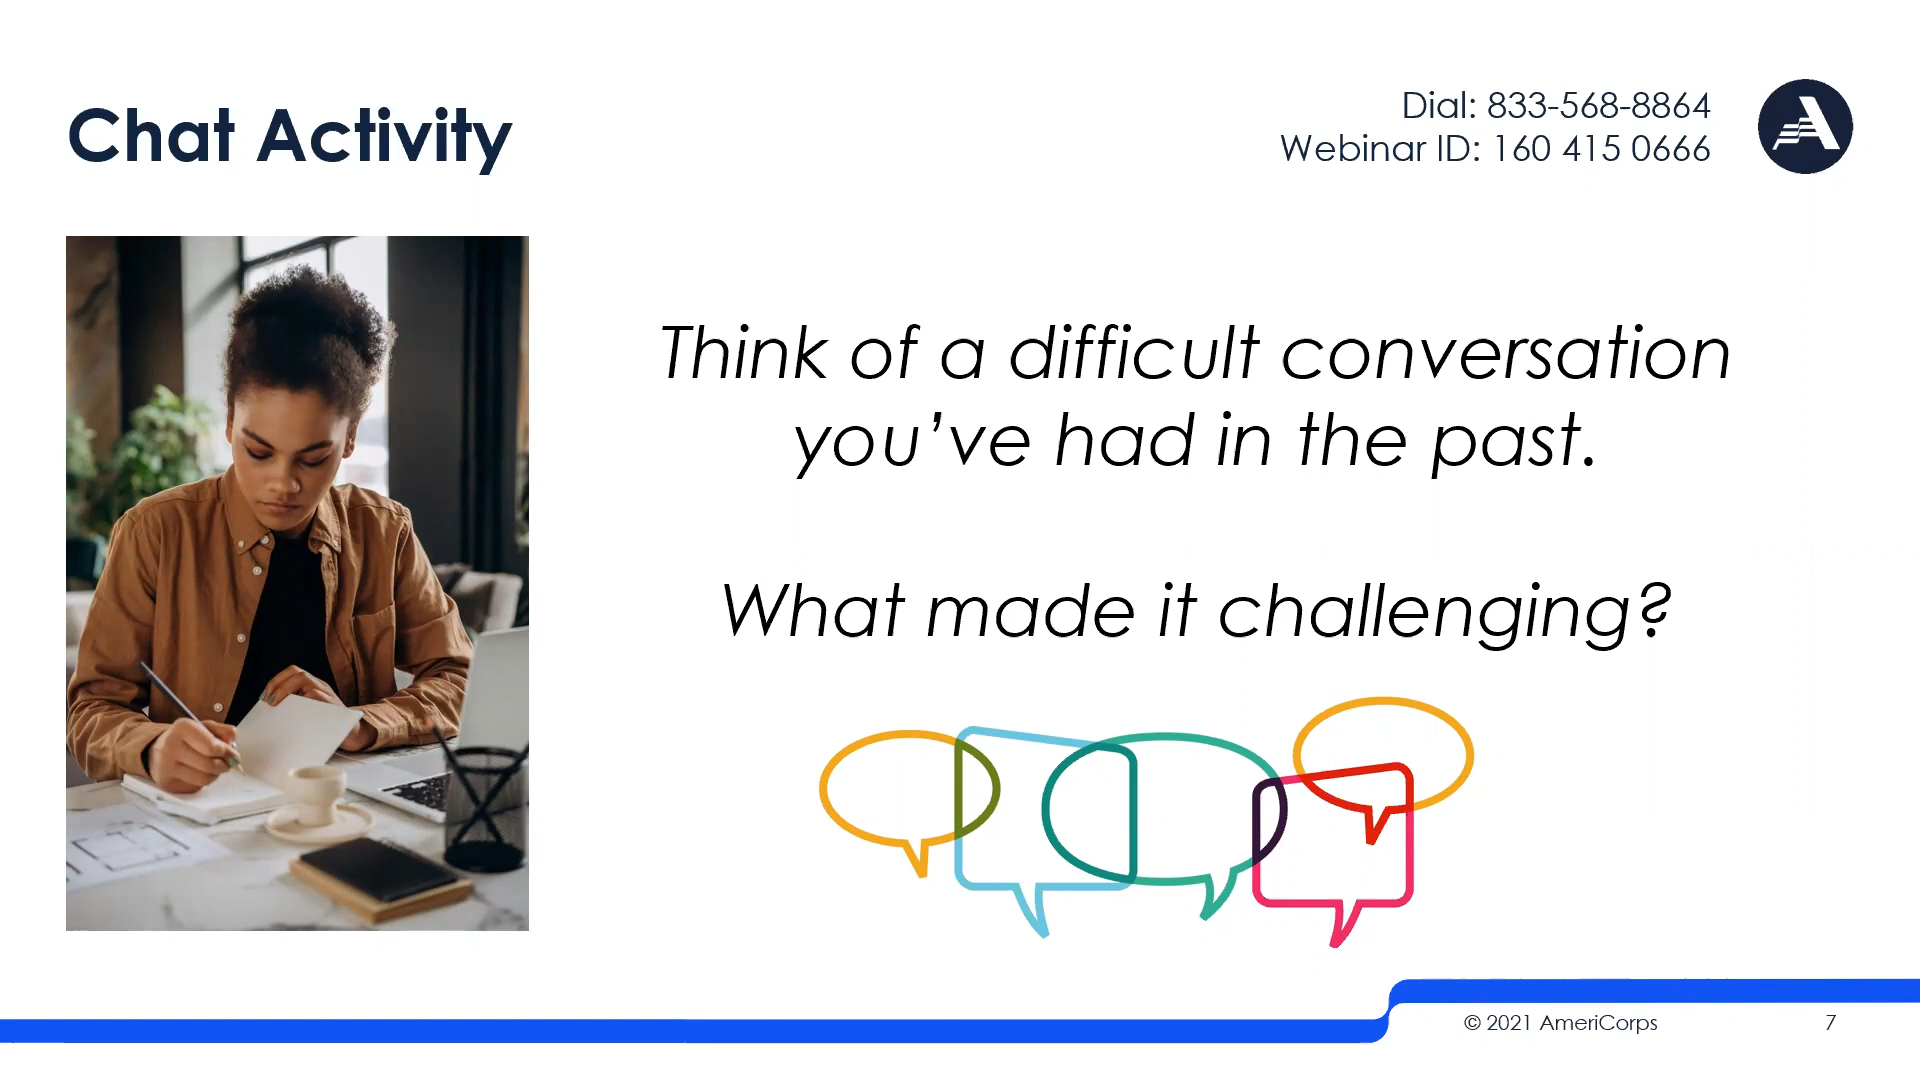 Chat Activity
Dial: 833-568-8864
Webinar ID: 160 415 0666
Think of a difficult conversation
you’ve had in the past.
What made it challenging?
© 2021 AmeriCorps
7